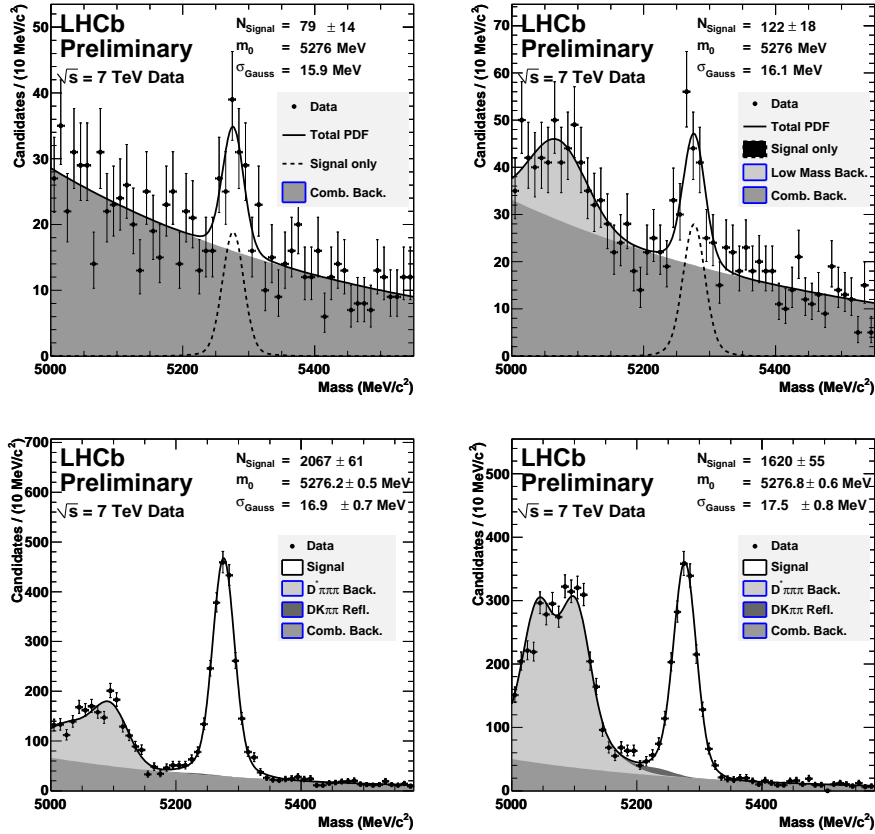 LHCb
Preliminary
√s = 7 TeV Data
N_Signal = 79 ± 14
m_0 = 5276 MeV
σ_Gauss = 15.9 MeV
Data
Total PDF
Signal only
Comb. Back.
Candidates / (10 MeV/c²)
50
40
30
20
10
0
5000 5200 5400
Mass (MeV/c²)
LHCb
Preliminary
√s = 7 TeV Data
N_Signal = 122 ± 18
m_0 = 5276 MeV
σ_Gauss = 16.1 MeV
Data
Total PDF
Signal only
Low Mass Back.
Comb. Back.
Candidates / (10 MeV/c²)
70
60
50
40
30
20
10
0
5000 5200 5400
Mass (MeV/c²)
LHCb
Preliminary
√s = 7 TeV Data
N_Signal = 2067 ± 61
m_0 = 5276.2 ± 0.5 MeV
σ_Gauss = 16.9 ± 0.7 MeV
Data
Signal
D*πππ Back.
DKππ Refl.
Comb. Back.
Candidates / (10 MeV/c²)
700
600
500
400
300
200
100
0
5000 5200 5400
Mass (MeV/c²)
LHCb
Preliminary
√s = 7 TeV Data
N_Signal = 1620 ± 55
m_0 = 5276.8 ± 0.6 MeV
σ_Gauss = 17.5 ± 0.8 MeV
Data
Signal
D*πππ Back.
DKππ Refl.
Comb. Back.
Candidates / (10 MeV/c²)
500
400
300
200
100
0
5000 5200 5400
Mass (MeV/c²)